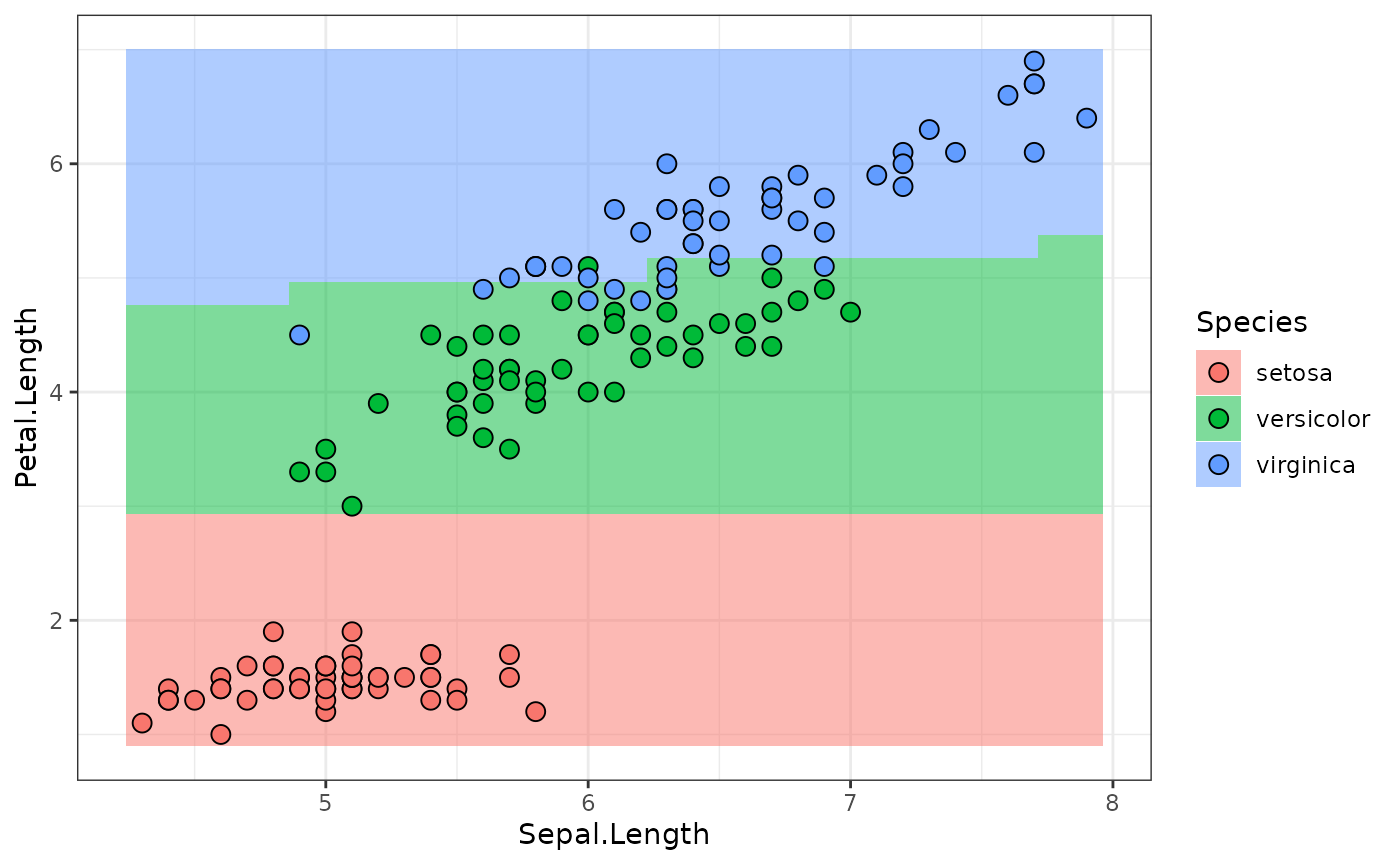 6
4
2
Petal.Length
5 6 7 8
Sepal.Length
Species
setosa
versicolor
virginica